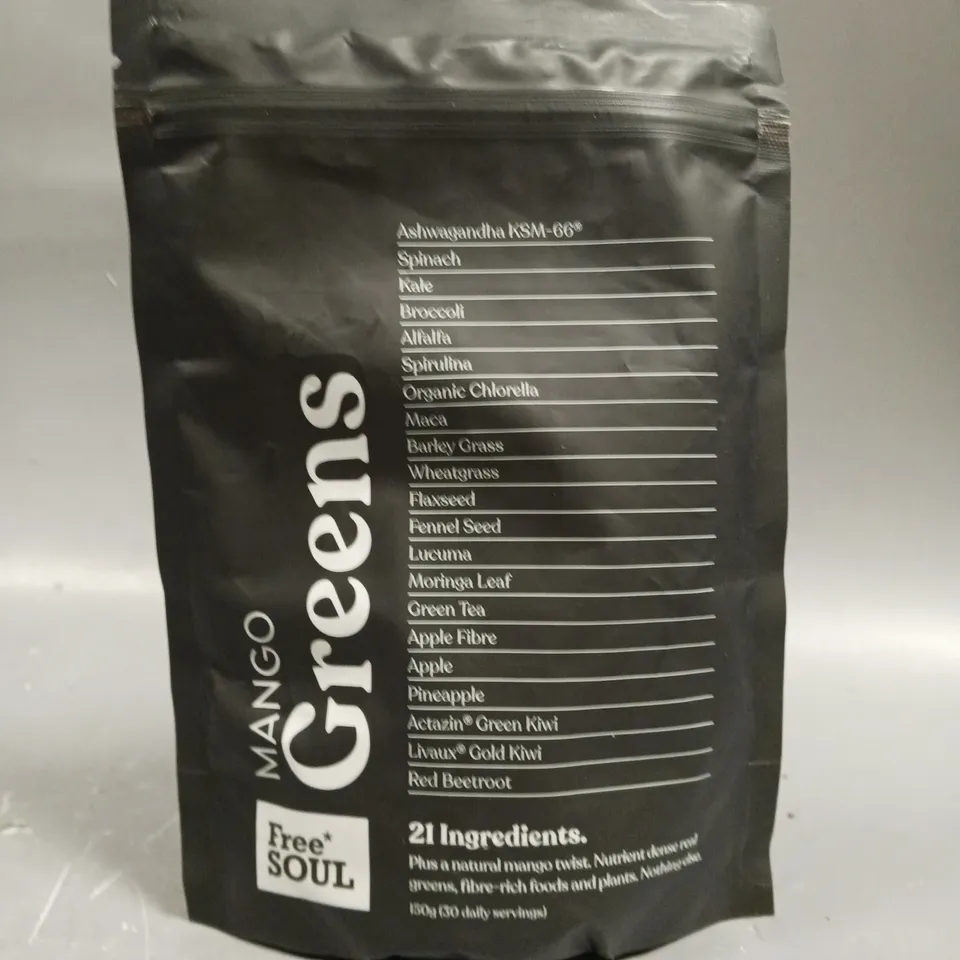 Ashwagandha KSM-66®
Spinach
Kale
Broccoli
Alfalfa
Spirulina
Organic Chlorella
Maca
Barley Grass
Wheatgrass
Flaxseed
Fennel Seed
Lucuma
Moringa Leaf
Green Tea
Apple Fibre
Apple
Pineapple
Actazin® Green Kiwi
Livaux® Gold Kiwi
Red Beetroot
MANGO
Greens
Free*
SOUL
21 Ingredients.
Plus a natural mango twist. Nutrient dense real
greens, fibre-rich foods and plants. Nothing else.
150g (30 daily servings)